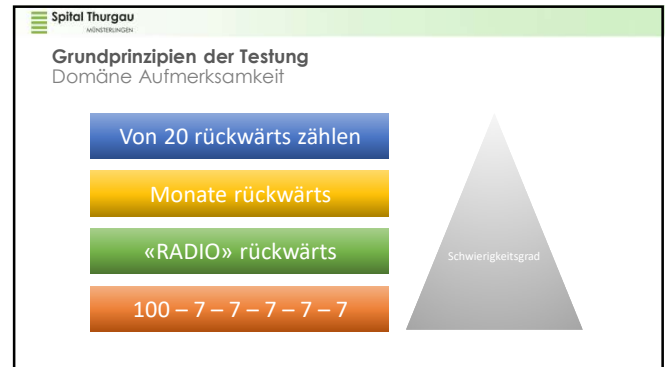 Spital Thurgau
MÜNSTERLINGEN
Grundprinzipien der Testung
Domäne Aufmerksamkeit
Von 20 rückwärts zählen
Monate rückwärts
«RADIO» rückwärts
Schwierigkeitsgrad
100 – 7 – 7 – 7 – 7 – 7